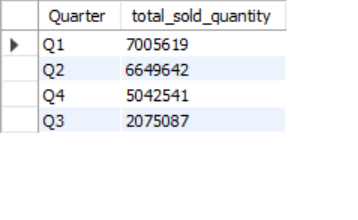 Quarter total_sold_quantity
Q1 7005619
Q2 6649642
Q4 5042541
Q3 2075087